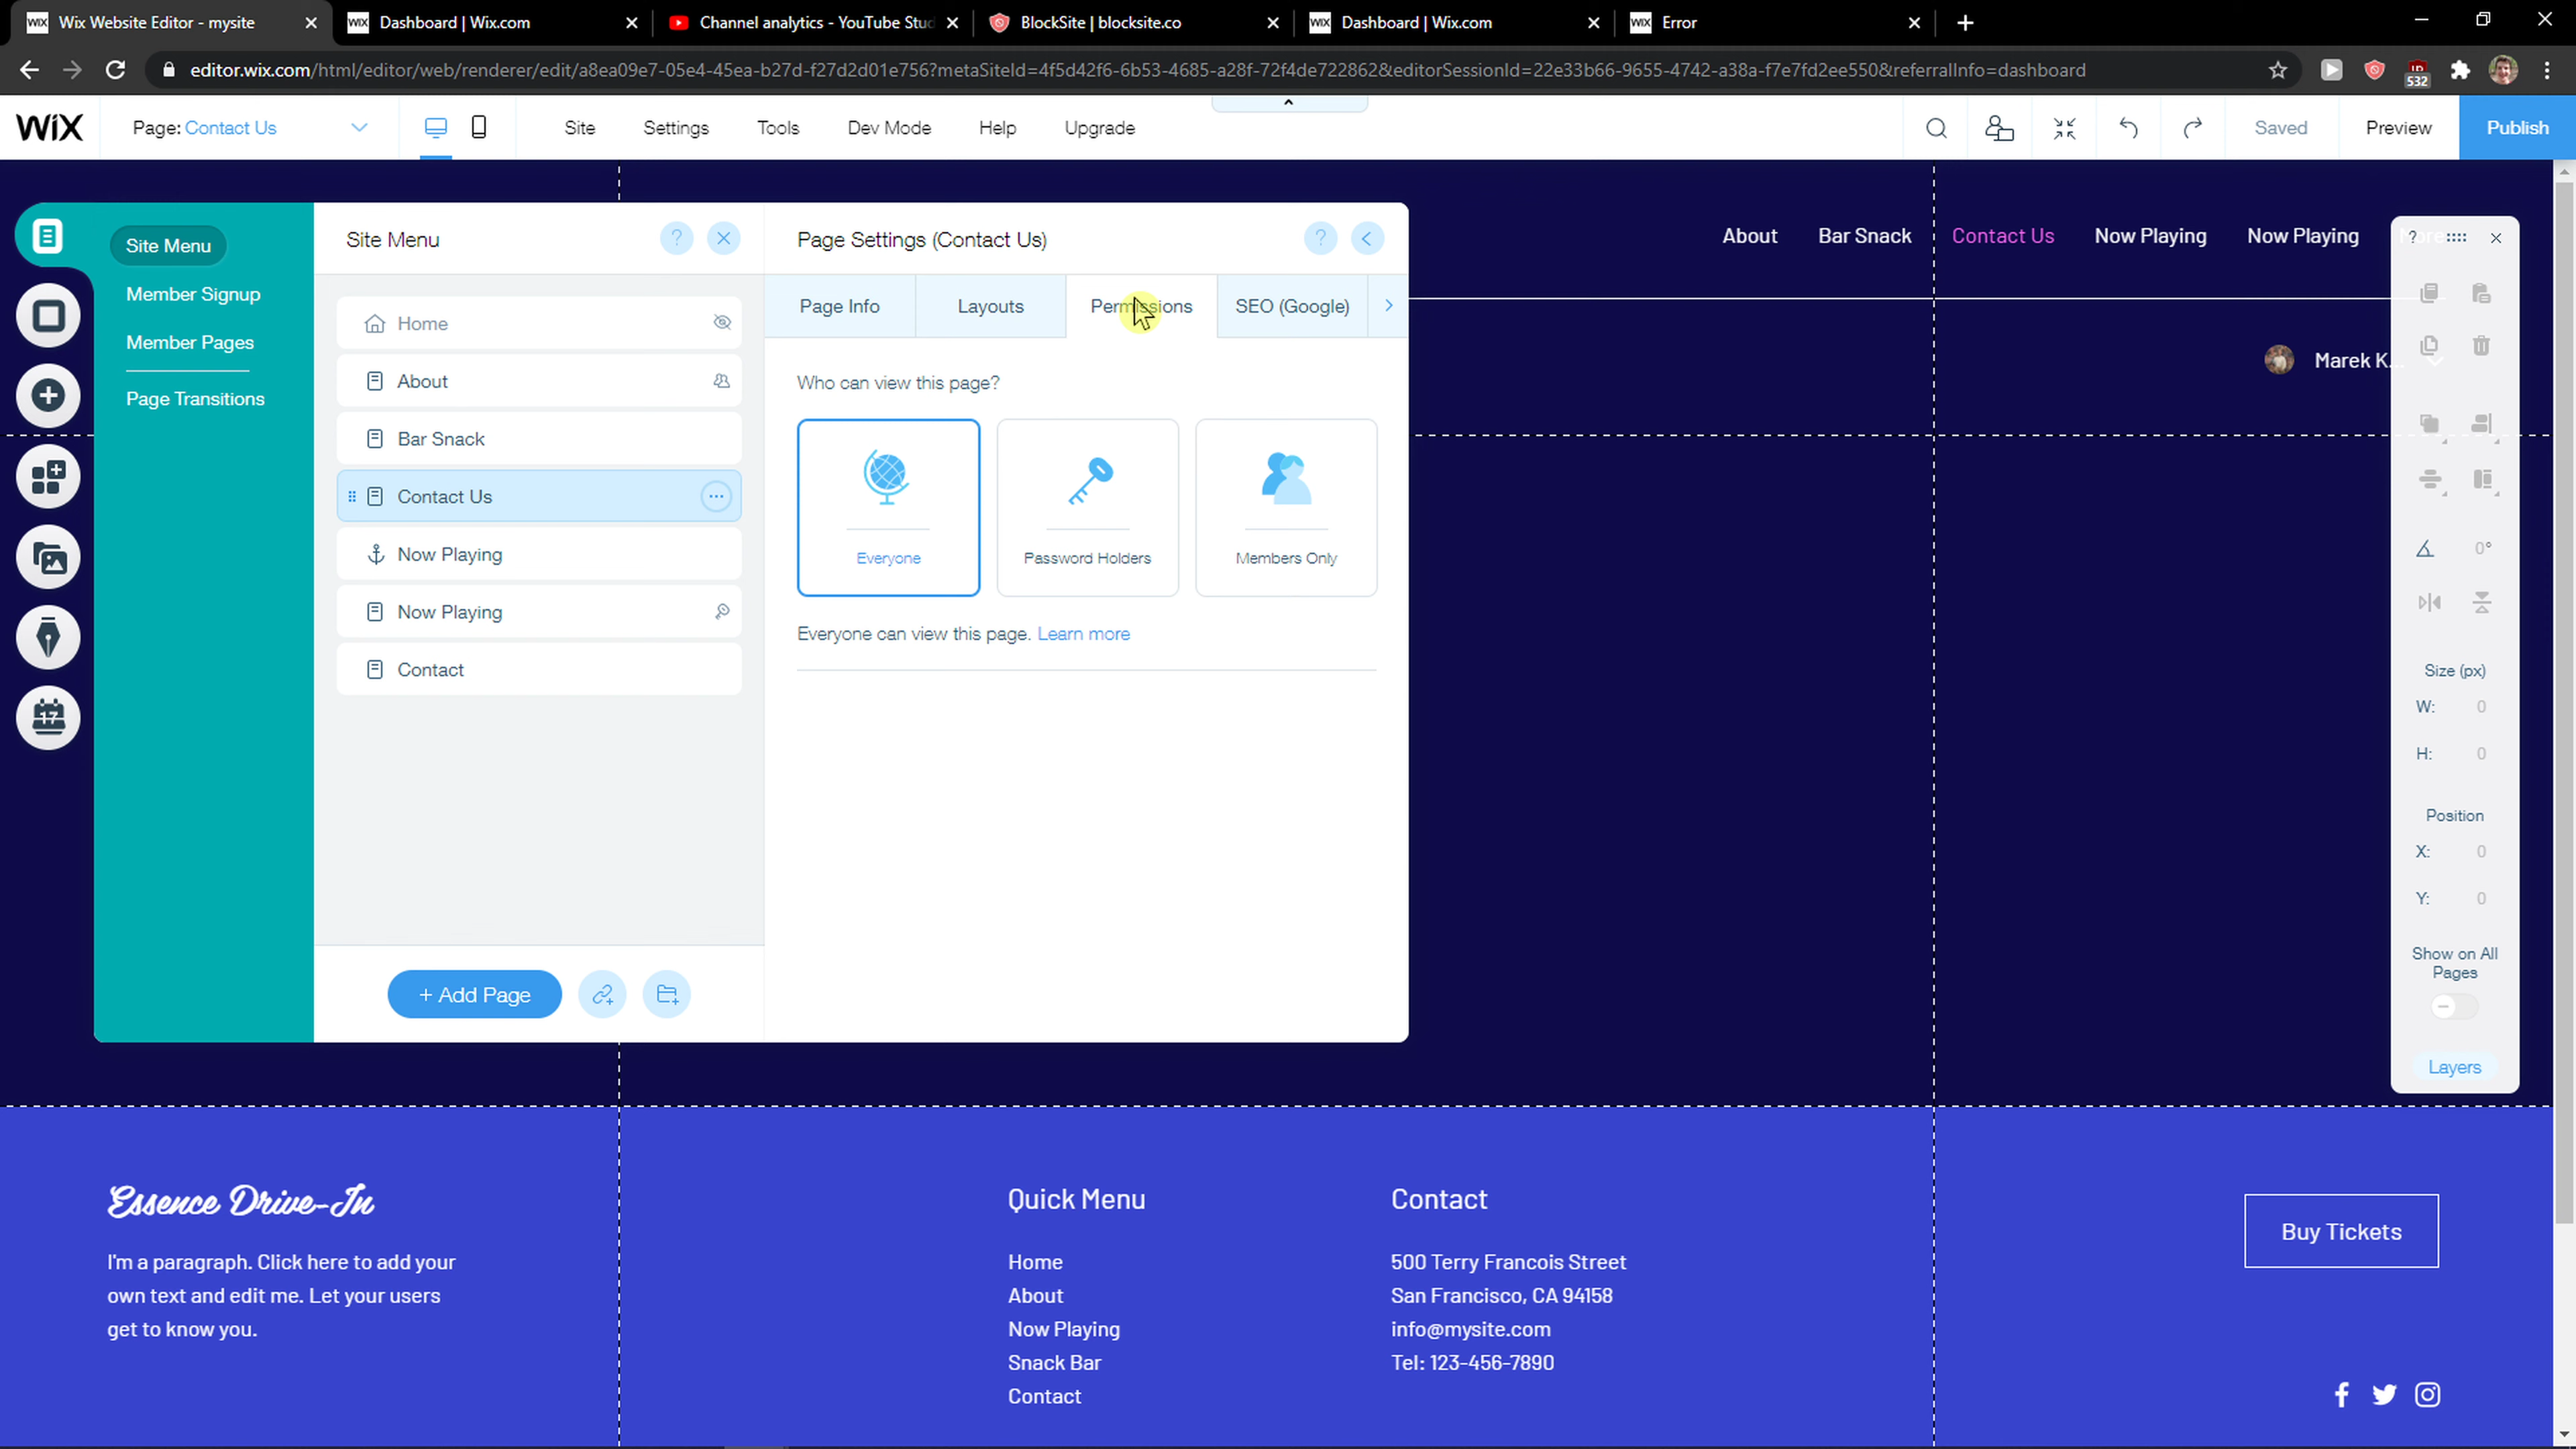 Wix Website Editor - mysite
Dashboard | Wix.com
Channel analytics - YouTube Stud
BlockSite | blocksite.co
Dashboard | Wix.com
Error
editor.wix.com/html/editor/web/renderer/edit/a8ea09e7-05e4-45ea-b27d-f27d2d01e756?metaSiteId=4f5d42f6-6b53-4685-a28f-72f4de722862&editorSessionId=22e33b66-9655-4742-a38a-f7e7fd2ee550&referralInfo=dashboard
532
WiX
Page: Contact Us
Site
Settings
Tools
Dev Mode
Help
Upgrade
Saved
Preview
Publish
Site Menu
Member Signup
Member Pages
Page Transitions
17
Site Menu
?
Home
About
Bar Snack
Contact Us
Now Playing
Now Playing
Contact
+ Add Page
Page Settings (Contact Us)
?
Page Info
Layouts
Permissions
SEO (Google)
Who can view this page?
Everyone
Password Holders
Members Only
Everyone can view this page. Learn more
About
Bar Snack
Contact Us
Now Playing
Now Playing
Marek K...
?
0°
Size (px)
W: 0
H: 0
Position
X: 0
Y: 0
Show on All
Pages
Layers
Essence Drive-In
I'm a paragraph. Click here to add your
own text and edit me. Let your users
get to know you.
Quick Menu
Home
About
Now Playing
Snack Bar
Contact
Contact
500 Terry Francois Street
San Francisco, CA 94158
info@mysite.com
Tel: 123-456-7890
Buy Tickets